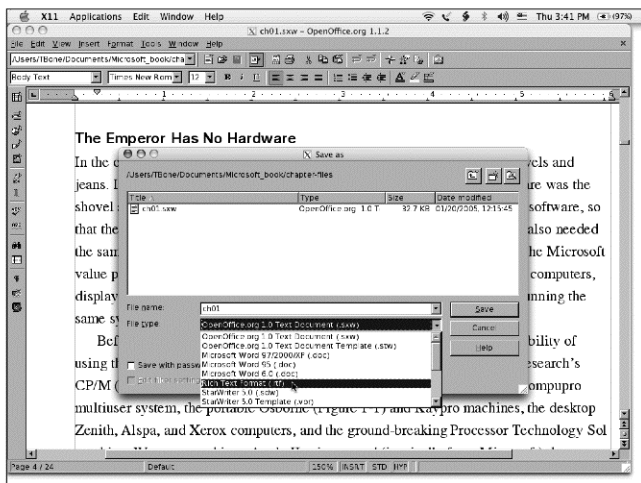 X11 Applications Edit Window Help
Thu 3:41 PM (97%)
ch01.sxw - OpenOffice.org 1.1.2
File Edit View Insert Format Tools Window Help
/Users/TBone/Documents/Microsoft_book/cha
Body Text Times New Rom 12 B i U
1 2 3 4 5
The Emperor Has No Hardware
In the vels and
jeans. I re was the
shovel software, so
that the also needed
the sam he Microsoft
value p computers,
display nning the
same sy
Bef bility of
using th esearch's
CP/M ( ompupro
multiuser system, the portable Osborne (Figure 1-1) and Kaypro machines, the desktop
Zenith, Alspa, and Xerox computers, and the ground-breaking Processor Technology Sol
Save as
/Users/TBone/Documents/Microsoft_book/chapter-files
Title Type Size Date modified
ch01.sxw OpenOffice.org 1.0 T 32.7 KB 01/20/2005, 12:15:45
File name: ch01 Save
File type: OpenOffice.org 1.0 Text Document (.sxw) Cancel
OpenOffice.org 1.0 Text Document (.sxw) Help
OpenOffice.org 1.0 Text Document Template (.stw)
Microsoft Word 97/2000/XP (.doc)
Save with passw Microsoft Word 95 (.doc)
Microsoft Word 6.0 (.doc)
Rich Text Format (.rtf)
StarWriter 5.0 (.sdw)
StarWriter 5.0 Template (.vor)
Page 4 / 24 Default 150% INSRT STD HYP